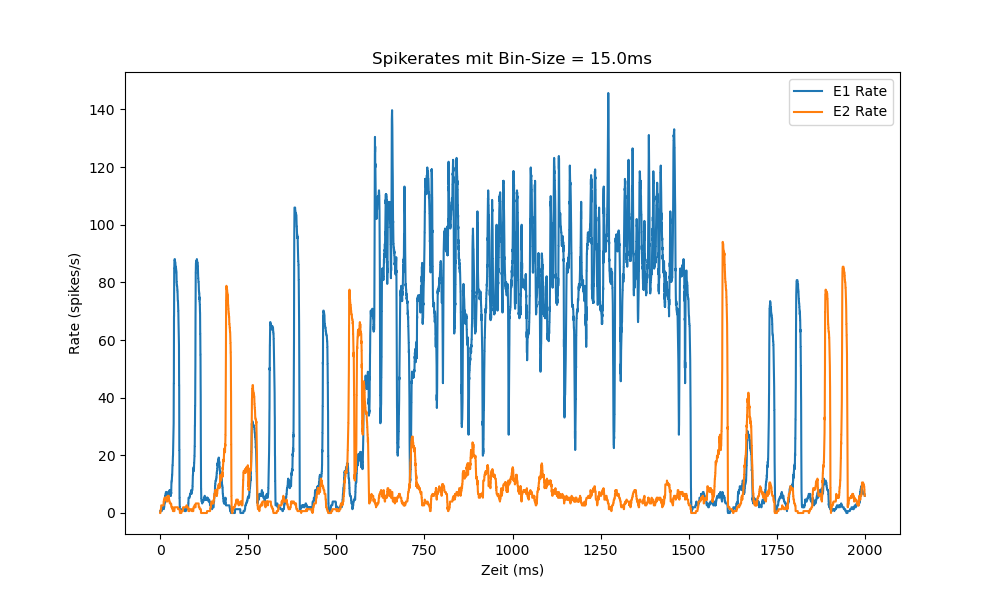 Spikerates mit Bin-Size = 15.0ms
E1 Rate
E2 Rate
140
120
100
80
60
40
20
0
Rate (spikes/s)
0 250 500 750 1000 1250 1500 1750 2000
Zeit (ms)